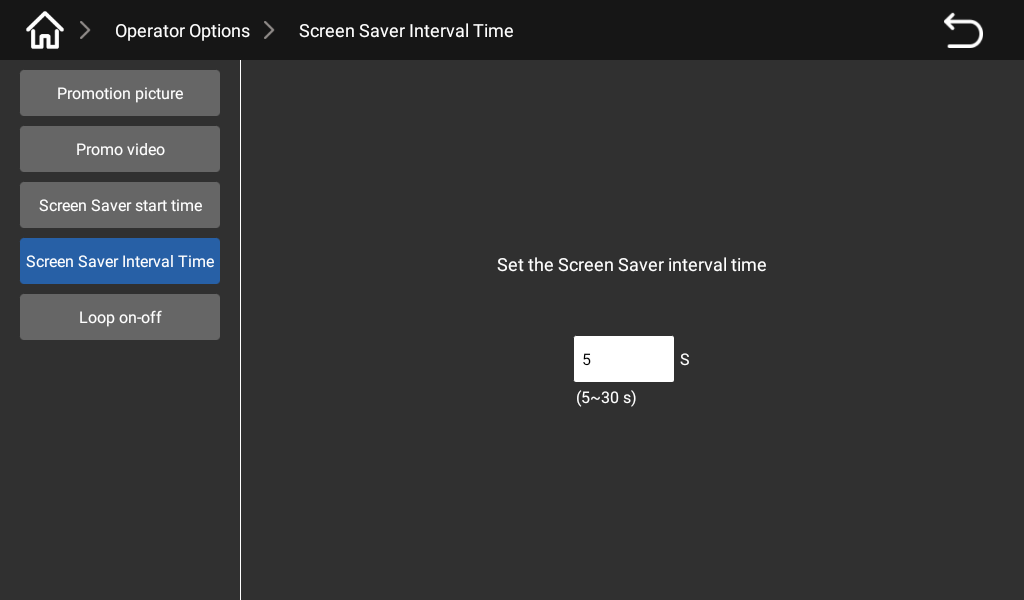 Operator Options
Screen Saver Interval Time
Promotion picture
Promo video
Screen Saver start time
Screen Saver Interval Time
Loop on-off
Set the Screen Saver interval time
5 S
(5~30 s)